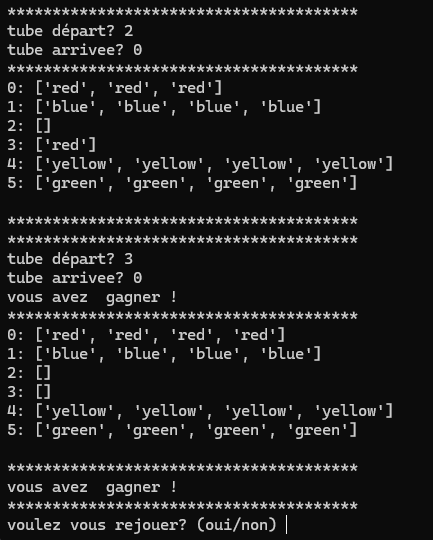 ***************************************
tube départ? 2
tube arrivee? 0
***************************************
0: ['red', 'red', 'red']
1: ['blue', 'blue', 'blue', 'blue']
2: []
3: ['red']
4: ['yellow', 'yellow', 'yellow', 'yellow']
5: ['green', 'green', 'green', 'green']
***************************************
***************************************
tube départ? 3
tube arrivee? 0
vous avez  gagner !
***************************************
0: ['red', 'red', 'red', 'red']
1: ['blue', 'blue', 'blue', 'blue']
2: []
3: []
4: ['yellow', 'yellow', 'yellow', 'yellow']
5: ['green', 'green', 'green', 'green']
***************************************
vous avez  gagner !
***************************************
voulez vous rejouer? (oui/non)